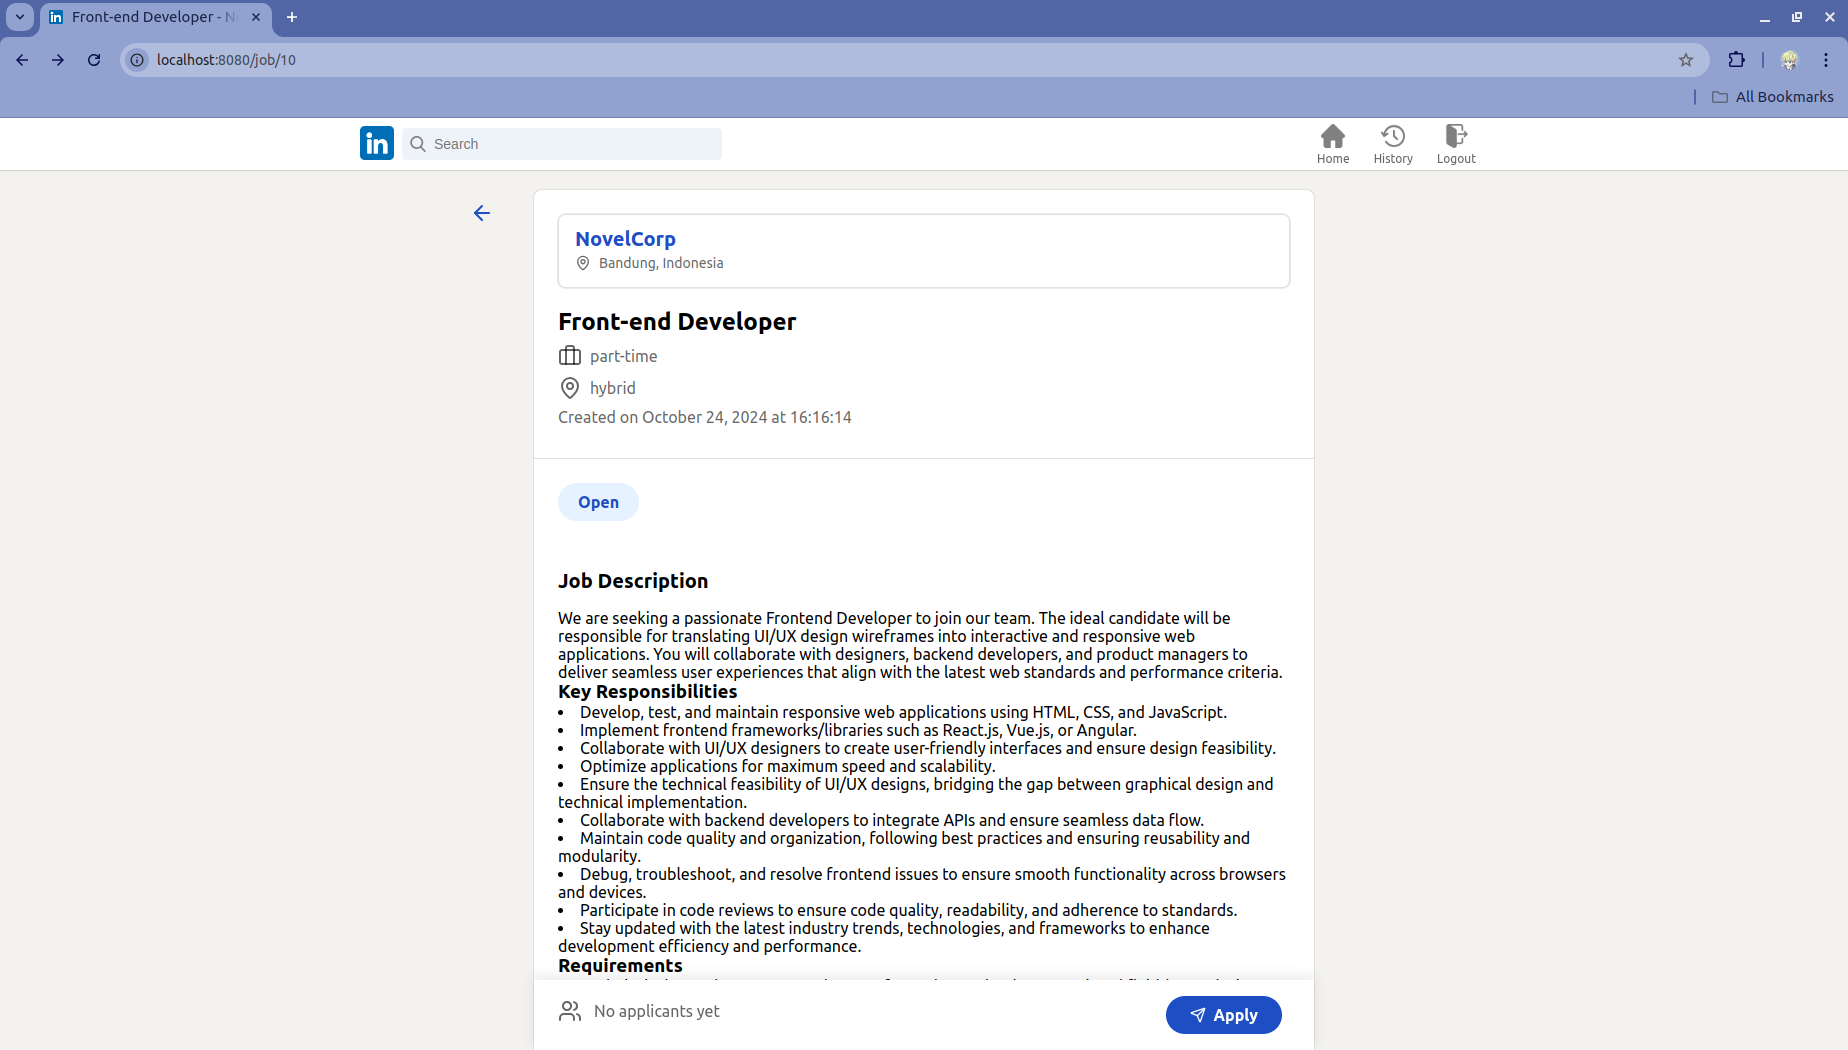 Front-end Developer - N
localhost:8080/job/10
All Bookmarks
in
Search
Home
History
Logout
NovelCorp
Bandung, Indonesia
Front-end Developer
part-time
hybrid
Created on October 24, 2024 at 16:16:14
Open
Job Description
We are seeking a passionate Frontend Developer to join our team. The ideal candidate will be
responsible for translating UI/UX design wireframes into interactive and responsive web
applications. You will collaborate with designers, backend developers, and product managers to
deliver seamless user experiences that align with the latest web standards and performance criteria.
Key Responsibilities
• Develop, test, and maintain responsive web applications using HTML, CSS, and JavaScript.
• Implement frontend frameworks/libraries such as React.js, Vue.js, or Angular.
• Collaborate with UI/UX designers to create user-friendly interfaces and ensure design feasibility.
• Optimize applications for maximum speed and scalability.
• Ensure the technical feasibility of UI/UX designs, bridging the gap between graphical design and
technical implementation.
• Collaborate with backend developers to integrate APIs and ensure seamless data flow.
• Maintain code quality and organization, following best practices and ensuring reusability and
modularity.
• Debug, troubleshoot, and resolve frontend issues to ensure smooth functionality across browsers
and devices.
• Participate in code reviews to ensure code quality, readability, and adherence to standards.
• Stay updated with the latest industry trends, technologies, and frameworks to enhance
development efficiency and performance.
Requirements
No applicants yet
Apply